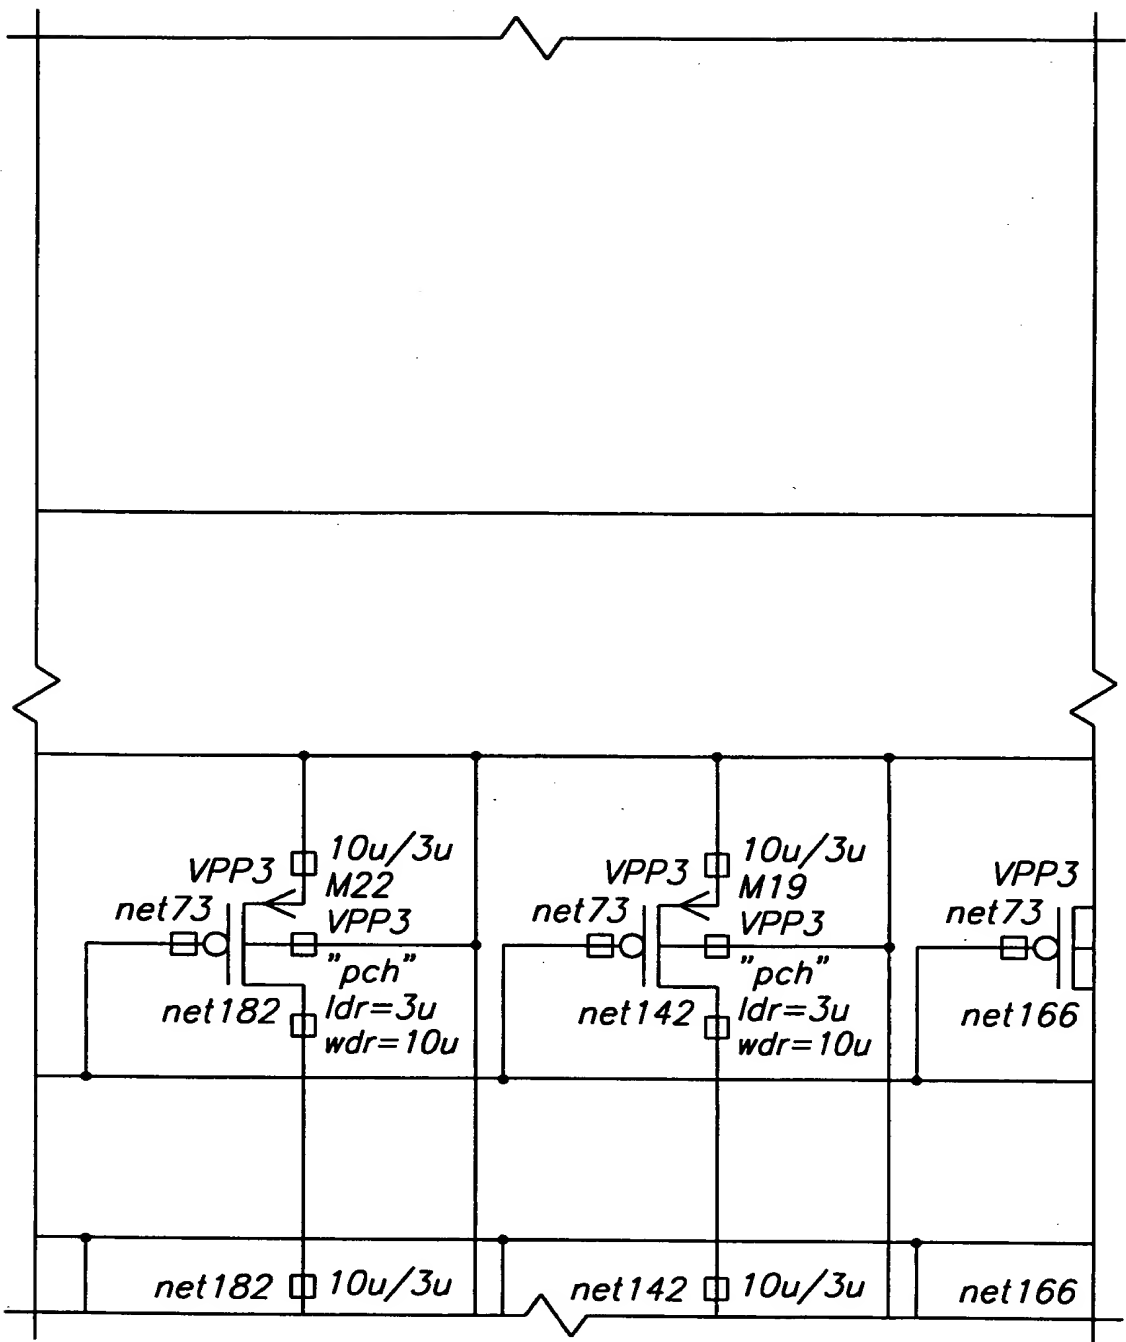 VPP3
10u/3u
M22
net73
VPP3
"pch"
net182
ldr=3u
wdr=10u
VPP3
10u/3u
M19
net73
VPP3
"pch"
net142
ldr=3u
wdr=10u
VPP3
net73
net166
net182
10u/3u
net142
10u/3u
net166